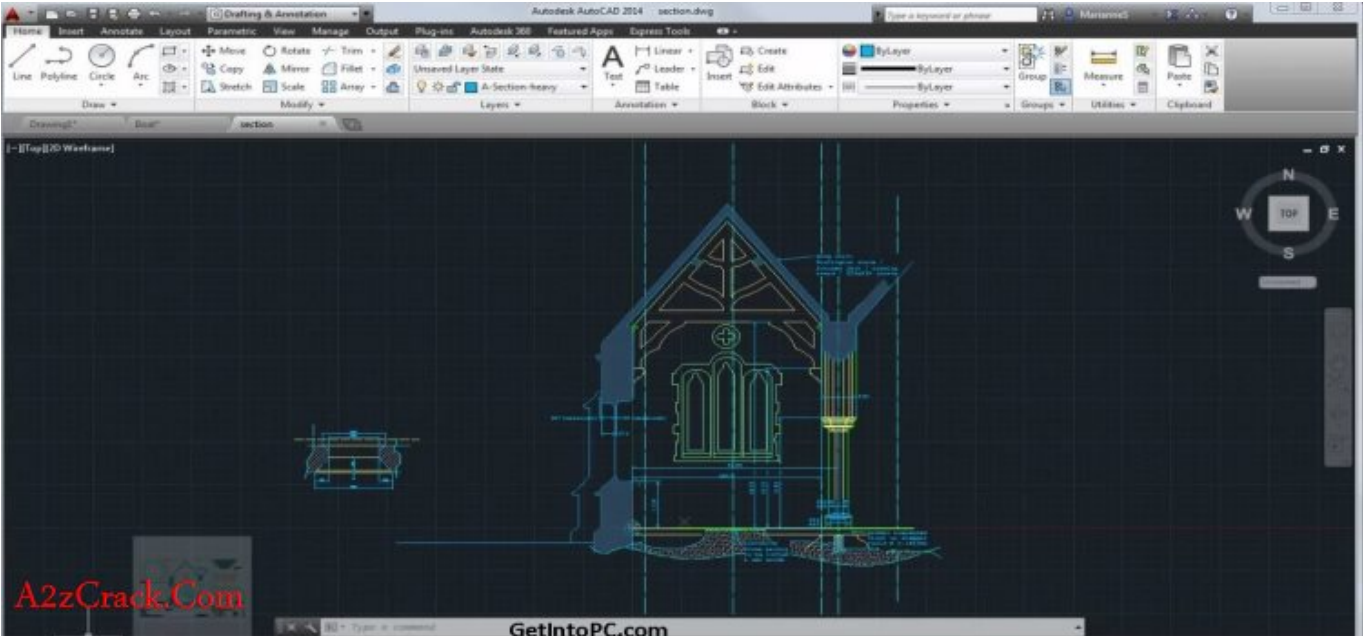 Drafting & Annotation
Autodesk AutoCAD 2014 section.dwg
Type a keyword or phrase
Home Insert Annotate Layout Parametric View Manage Output Plug-ins Autodesk 360 Featured Apps Express Tools
Move Rotate Trim
Linear
Create
ByLayer
Line Polyline Circle Arc
Copy Mirror Fillet
Unsaved Layer State
Text
Leader
Insert
Edit
ByLayer
Group
Measure
Paste
Stretch Scale Array
A-Section-heavy
Table
Edit Attributes
ByLayer
Draw Modify Layers Annotation Block Properties Groups Utilities Clipboard
section
[-][Top][2D Wireframe]
N
W TOP E
S
A2zCrack.Com
Type a command
GetIntoPC.com